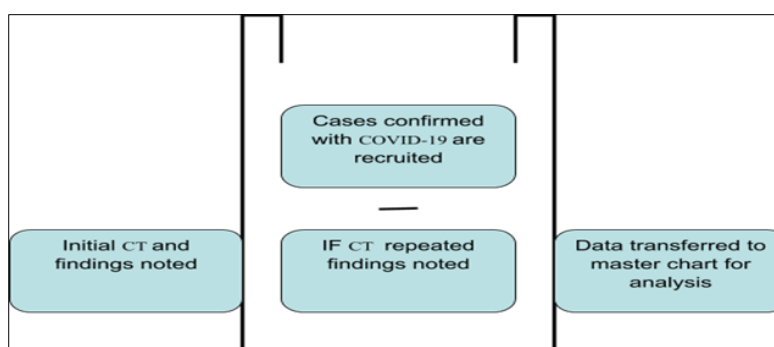 Cases confirmed
with COVID-19 are
recruited
Initial CT and
findings noted
IF CT repeated
findings noted
Data transferred to
master chart for
analysis